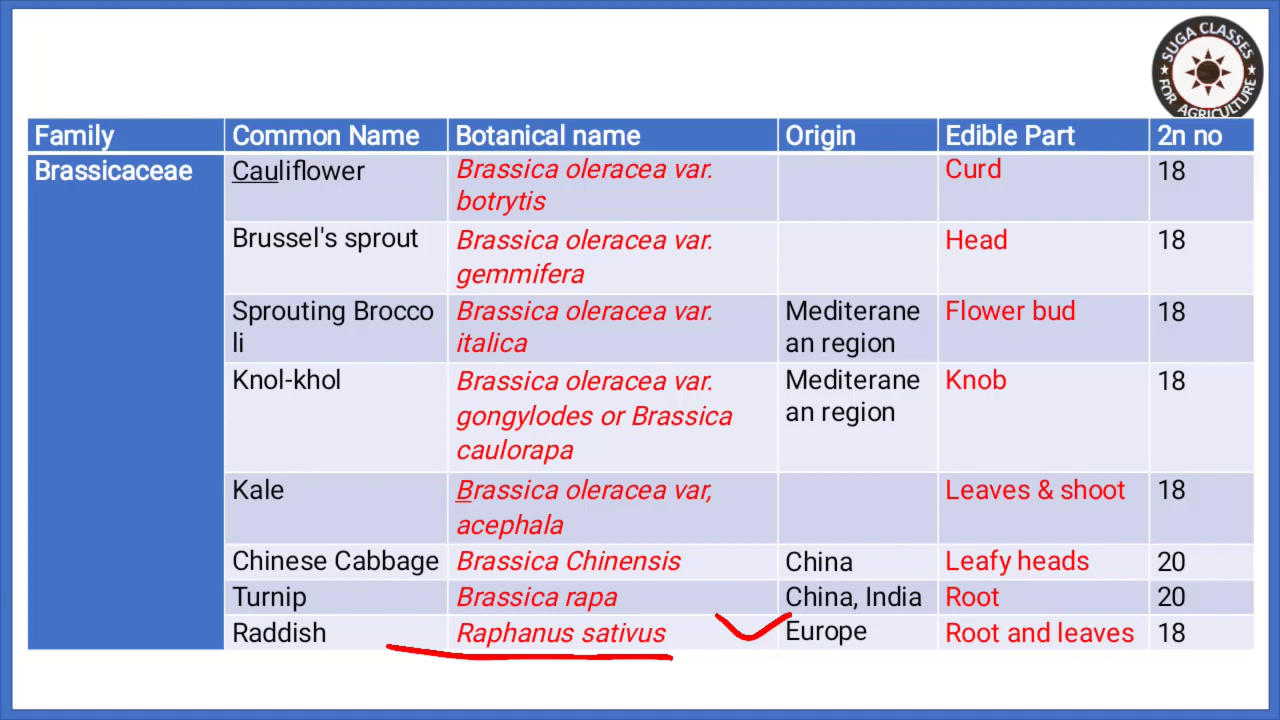 SUGA CLASSES
FOR AGRICULTURE
Family Common Name Botanical name Origin Edible Part 2n no
Brassicaceae Cauliflower Brassica oleracea var. Curd 18
botrytis
Brussel's sprout Brassica oleracea var. Head 18
gemmifera
Sprouting Brocco Brassica oleracea var. Mediterane Flower bud 18
li italica an region
Knol-khol Brassica oleracea var. Mediterane Knob 18
gongylodes or Brassica an region
caulorapa
Kale Brassica oleracea var, Leaves & shoot 18
acephala
Chinese Cabbage Brassica Chinensis China Leafy heads 20
Turnip Brassica rapa China, India Root 20
Raddish Raphanus sativus Europe Root and leaves 18